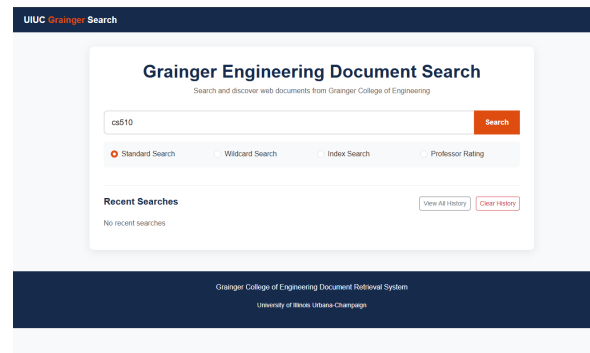 UIUC Grainger Search
Grainger Engineering Document Search
Search and discover web documents from Grainger College of Engineering
cs510
Search
Standard Search Wildcard Search Index Search Professor Rating
Recent Searches
View All History Clear History
No recent searches
Grainger College of Engineering Document Retrieval System
University of Illinois Urbana-Champaign